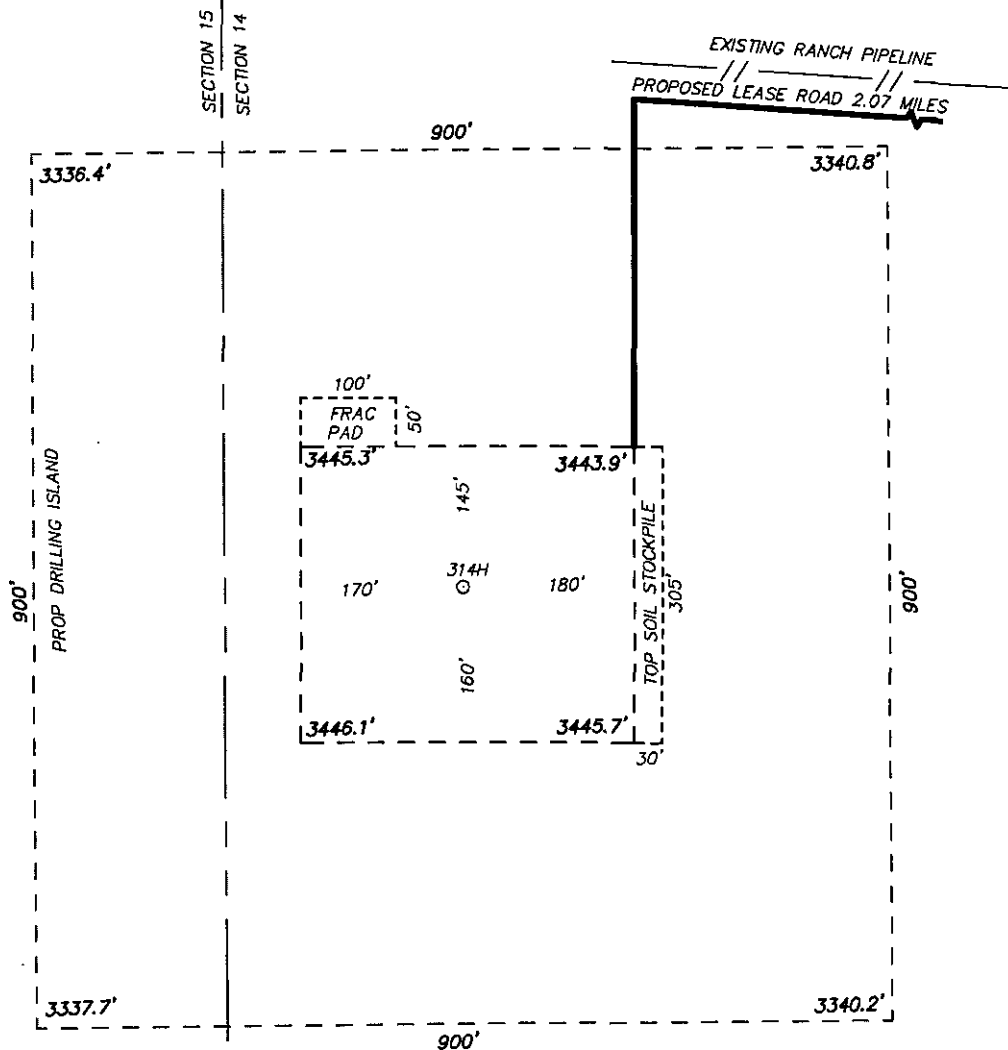 SECTION 15
SECTION 14
EXISTING RANCH PIPELINE
PROPOSED LEASE ROAD 2.07 MILES
900'
3336.4'
3340.8'
100'
FRAC
PAD
50'
3445.3'
3443.9'
145'
PROP DRILLING ISLAND
900'
314H
170'
180'
TOP SOIL STOCKPILE
305'
900'
160'
3446.1'
3445.7'
30'
3337.7'
3340.2'
900'